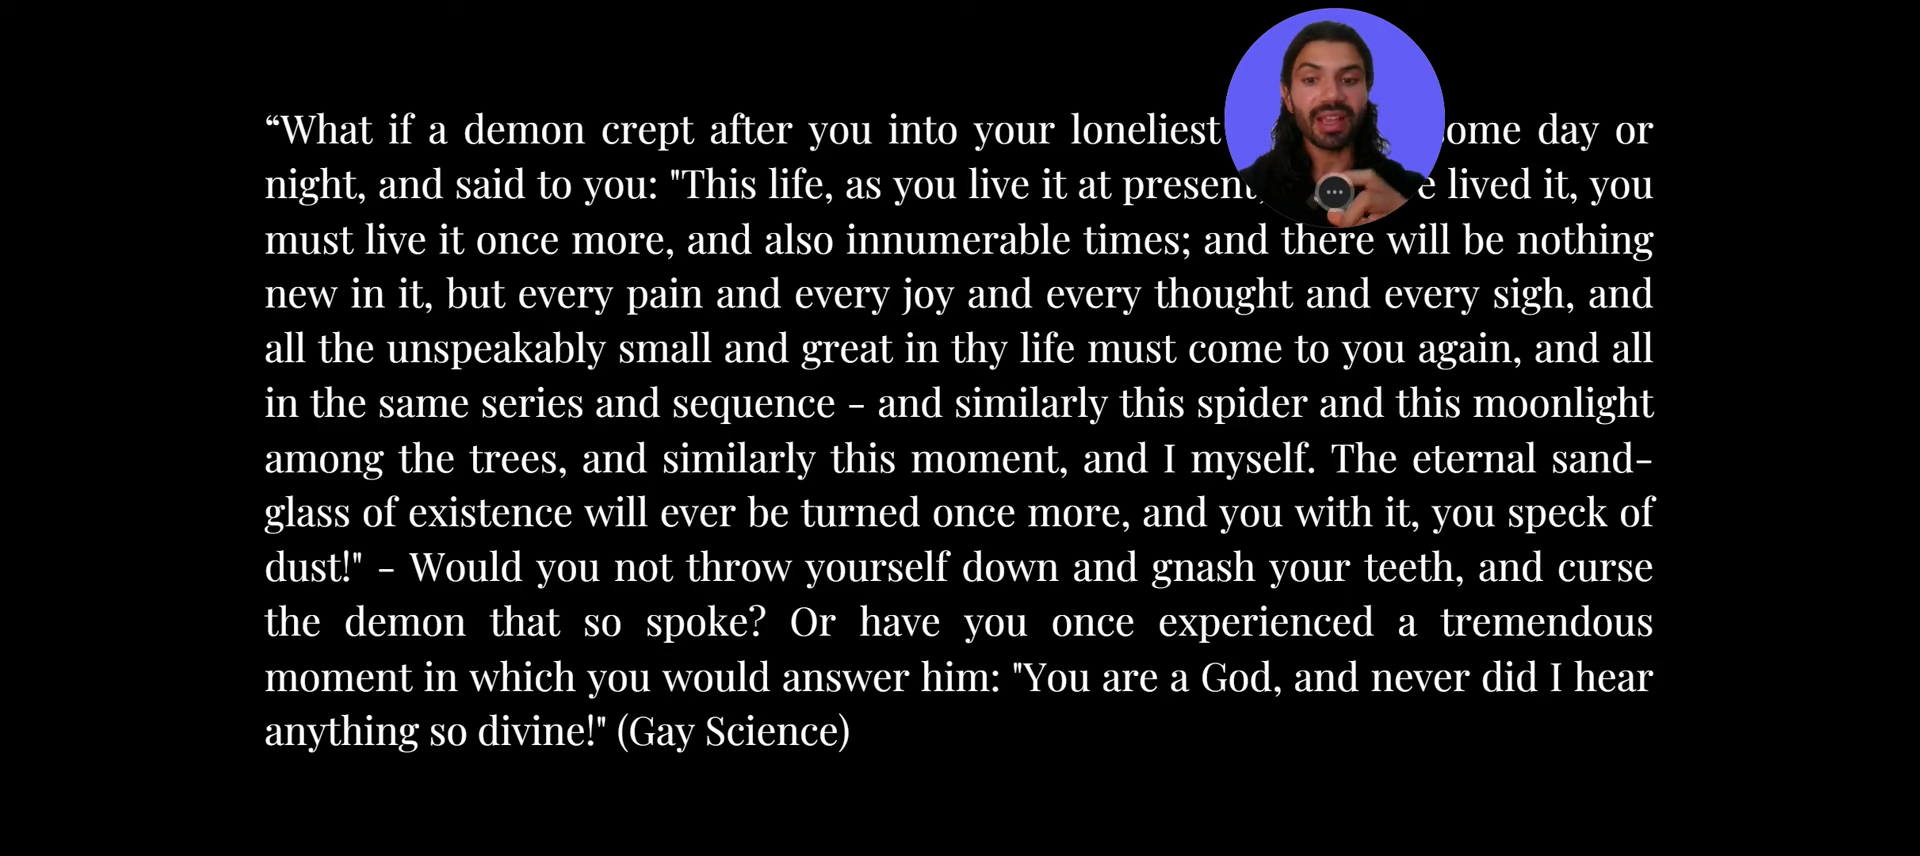 “What if a demon crept after you into your loneliest ome day or
night, and said to you: "This life, as you live it at present, e lived it, you
must live it once more, and also innumerable times; and there will be nothing
new in it, but every pain and every joy and every thought and every sigh, and
all the unspeakably small and great in thy life must come to you again, and all
in the same series and sequence - and similarly this spider and this moonlight
among the trees, and similarly this moment, and I myself. The eternal sand-
glass of existence will ever be turned once more, and you with it, you speck of
dust!" - Would you not throw yourself down and gnash your teeth, and curse
the demon that so spoke? Or have you once experienced a tremendous
moment in which you would answer him: "You are a God, and never did I hear
anything so divine!" (Gay Science)